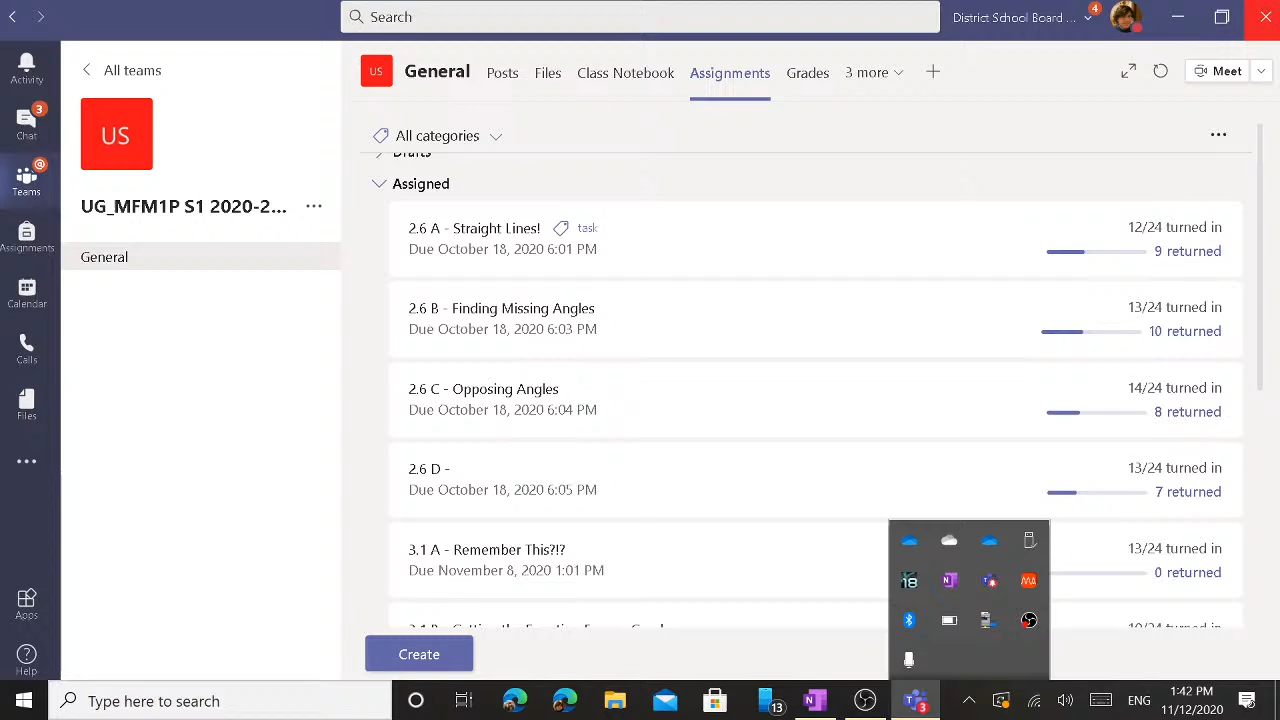 Search
District School Board ...
4
Activity
Chat
3
Teams
@
Assignments
Calendar
Calls
Files
Apps
Help
All teams
US
UG_MFM1P S1 2020-2...
General
US
General
Posts
Files
Class Notebook
Assignments
Grades
3 more
Meet
All categories
Drafts
Assigned
2.6 A - Straight Lines!
task
Due October 18, 2020 6:01 PM
12/24 turned in
9 returned
2.6 B - Finding Missing Angles
Due October 18, 2020 6:03 PM
13/24 turned in
10 returned
2.6 C - Opposing Angles
Due October 18, 2020 6:04 PM
14/24 turned in
8 returned
2.6 D -
Due October 18, 2020 6:05 PM
13/24 turned in
7 returned
3.1 A - Remember This?!?
Due November 8, 2020 1:01 PM
13/24 turned in
0 returned
18
N
MA
Create
Type here to search
13
N
3
ENG
1:42 PM
11/12/2020